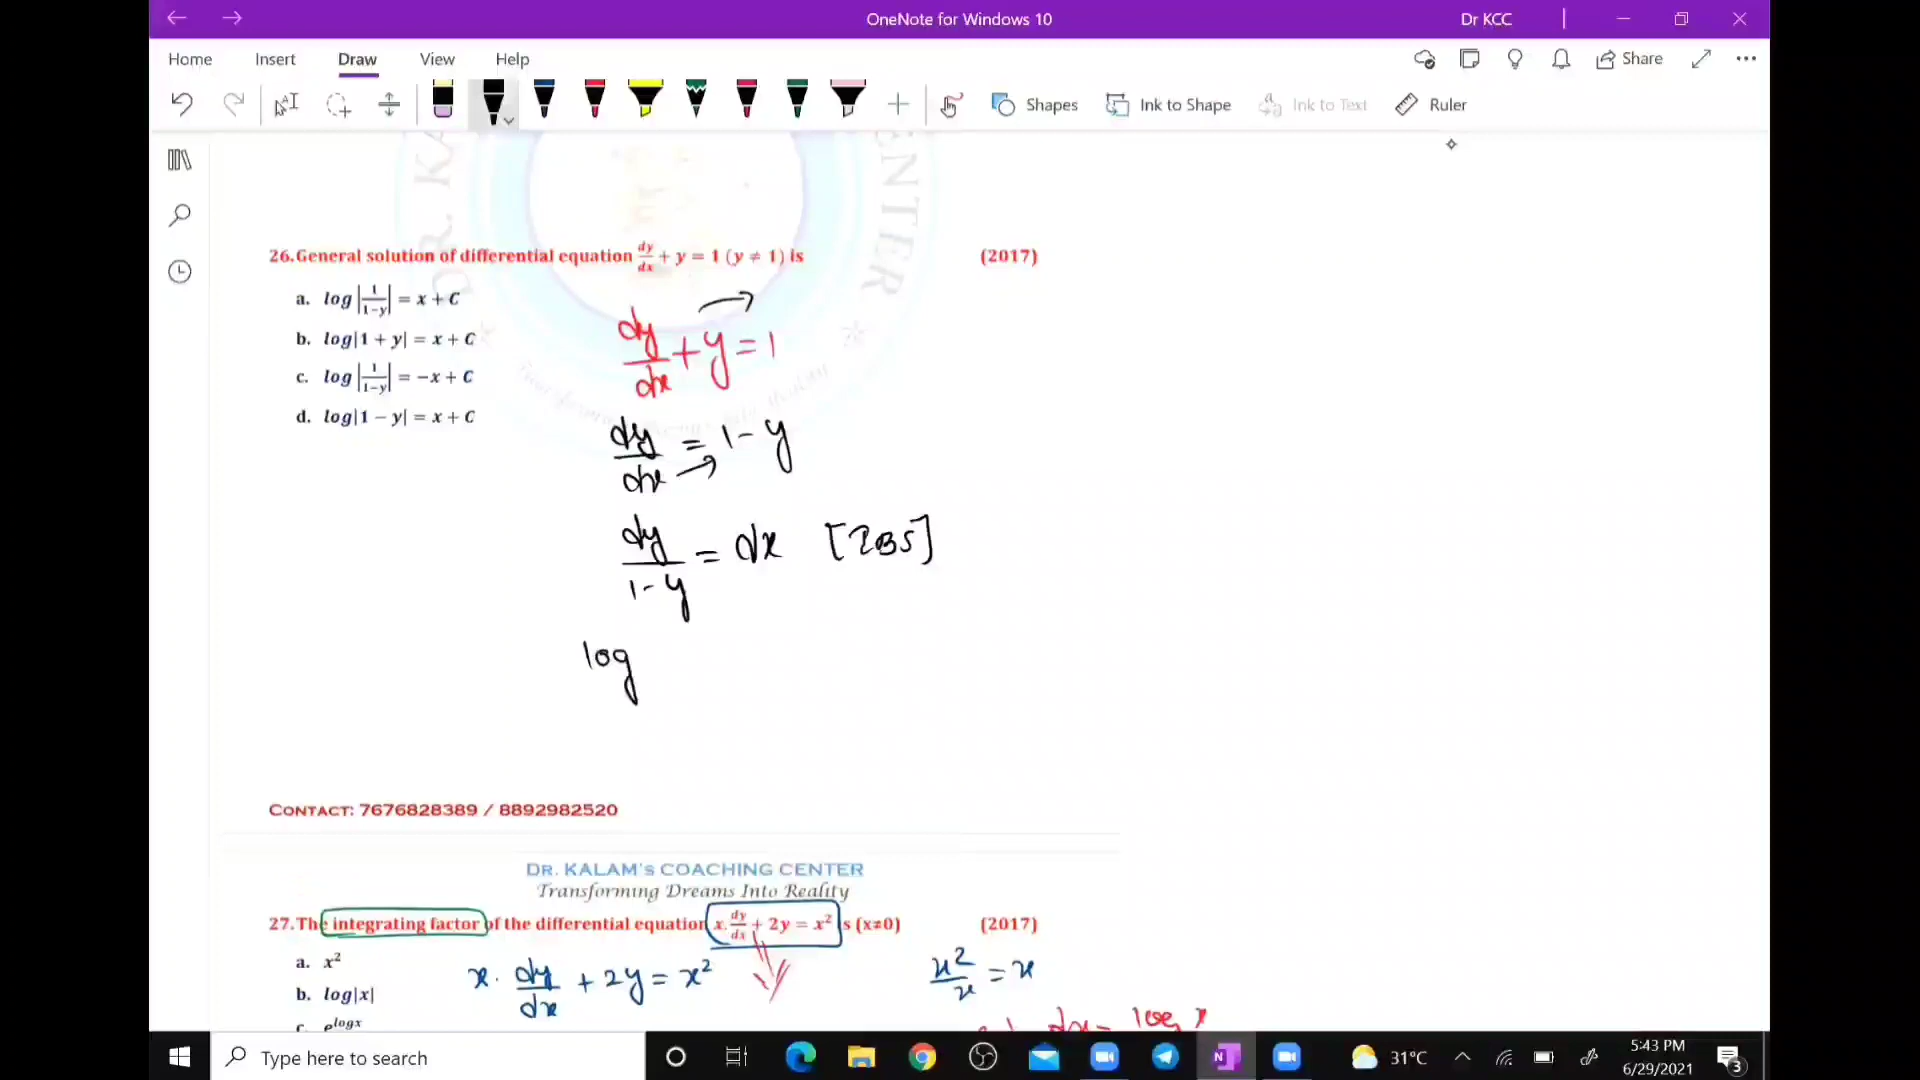 OneNote for Windows 10
Dr KCC
Home Insert Draw View Help
Share
Shapes Ink to Shape Ink to Text Ruler
26.General solution of differential equation dy/dx + y = 1 (y ≠ 1) is (2017)
a. log|1/(1−y)| = x + C
b. log|1 + y| = x + C
c. log|1/(1−y)| = −x + C
d. log|1 − y| = x + C
dy/dx + y = 1
dy/dx = 1 - y
dy/(1-y) = dx [IBS]
log
CONTACT: 7676828389 / 8892982520
DR. KALAM's COACHING CENTER
Transforming Dreams Into Reality
27.The integrating factor of the differential equation x.dy/dx + 2y = x² s (x≠0) (2017)
a. x²
b. log|x|
c. e^logx
x. dy/dx + 2y = x²
x²/x = x
Type here to search
31°C
5:43 PM
6/29/2021
3